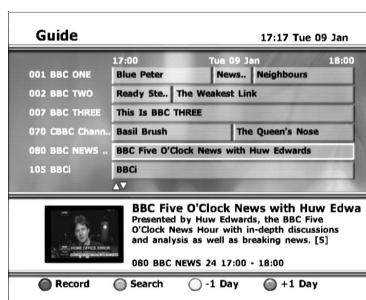 Guide 17:17 Tue 09 Jan
17:00 Tue 09 Jan 18:00
001 BBC ONE Blue Peter News.. Neighbours
002 BBC TWO Ready Ste.. The Weakest Link
007 BBC THREE This Is BBC THREE
070 CBBC Chann.. Basil Brush The Queen's Nose
080 BBC NEWS .. BBC Five O'Clock News with Huw Edwards
105 BBCi BBCi
BBC Five O'Clock News with Huw Edwa
Presented by Huw Edwards, the BBC Five
O'Clock News Hour with in-depth discussions
and analysis as well as breaking news. [S]
080 BBC NEWS 24 17:00 - 18:00
HOME OFFICE ERROR
Record Search -1 Day +1 Day